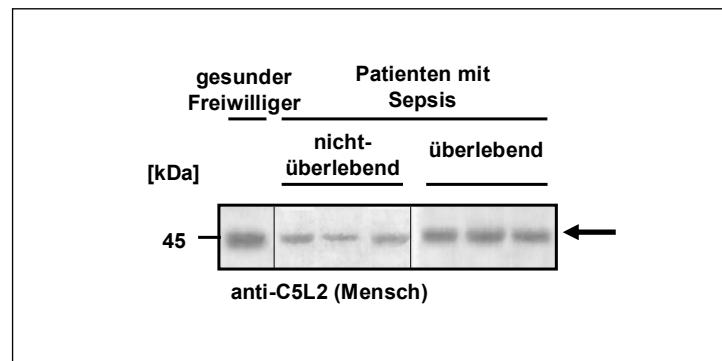 gesunder
Freiwilliger
Patienten mit
Sepsis
nicht-
überlebend
überlebend
[kDa]
45
anti-C5L2 (Mensch)